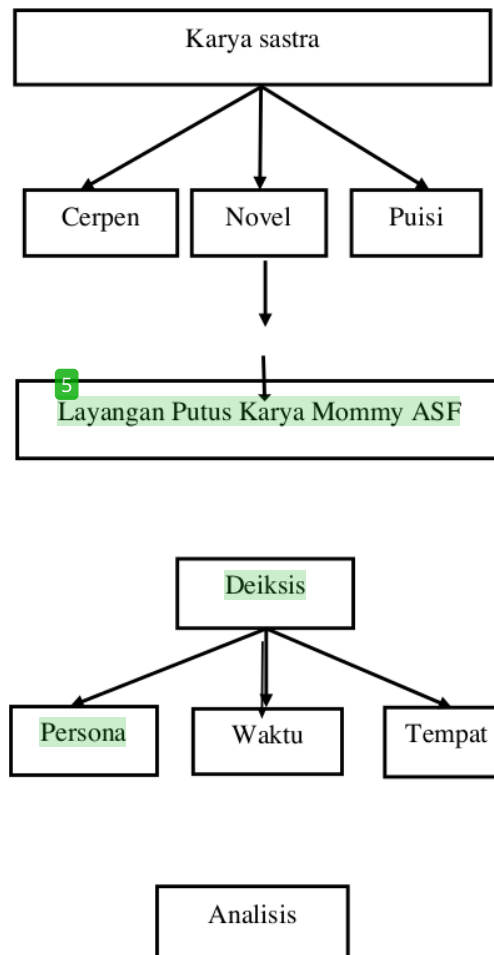 Karya sastra
Cerpen Novel Puisi
5
Layangan Putus Karya Mommy ASF
Deiksis
Persona Waktu Tempat
Analisis